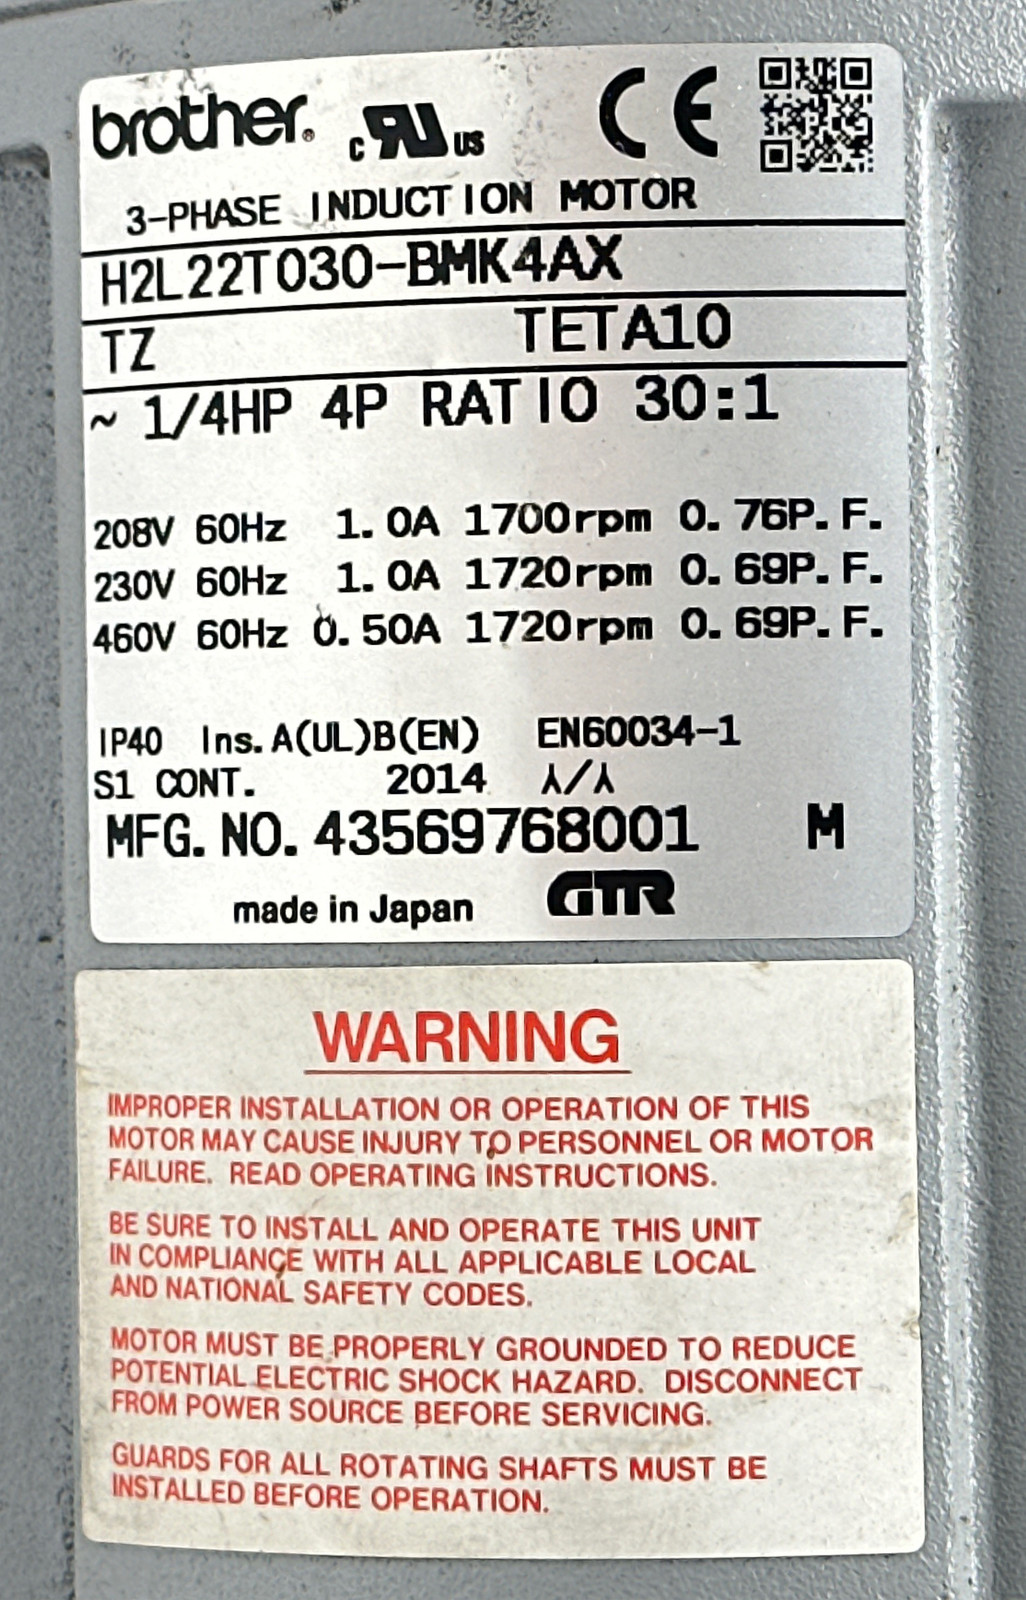 brother®
c RU us
CE
3-PHASE INDUCTION MOTOR
H2L22T030-BMK4AX
TZ TETA10
~ 1/4HP 4P RATIO 30:1
208V 60Hz 1.0A 1700rpm 0.76P.F.
230V 60Hz 1.0A 1720rpm 0.69P.F.
460V 60Hz 0.50A 1720rpm 0.69P.F.
IP40 Ins.A(UL)B(EN) EN60034-1
S1 CONT. 2014 ⅄/⅄
MFG.NO.43569768001 M
made in Japan GTR
WARNING
IMPROPER INSTALLATION OR OPERATION OF THIS
MOTOR MAY CAUSE INJURY TO PERSONNEL OR MOTOR
FAILURE. READ OPERATING INSTRUCTIONS.
BE SURE TO INSTALL AND OPERATE THIS UNIT
IN COMPLIANCE WITH ALL APPLICABLE LOCAL
AND NATIONAL SAFETY CODES.
MOTOR MUST BE PROPERLY GROUNDED TO REDUCE
POTENTIAL ELECTRIC SHOCK HAZARD. DISCONNECT
FROM POWER SOURCE BEFORE SERVICING.
GUARDS FOR ALL ROTATING SHAFTS MUST BE
INSTALLED BEFORE OPERATION.